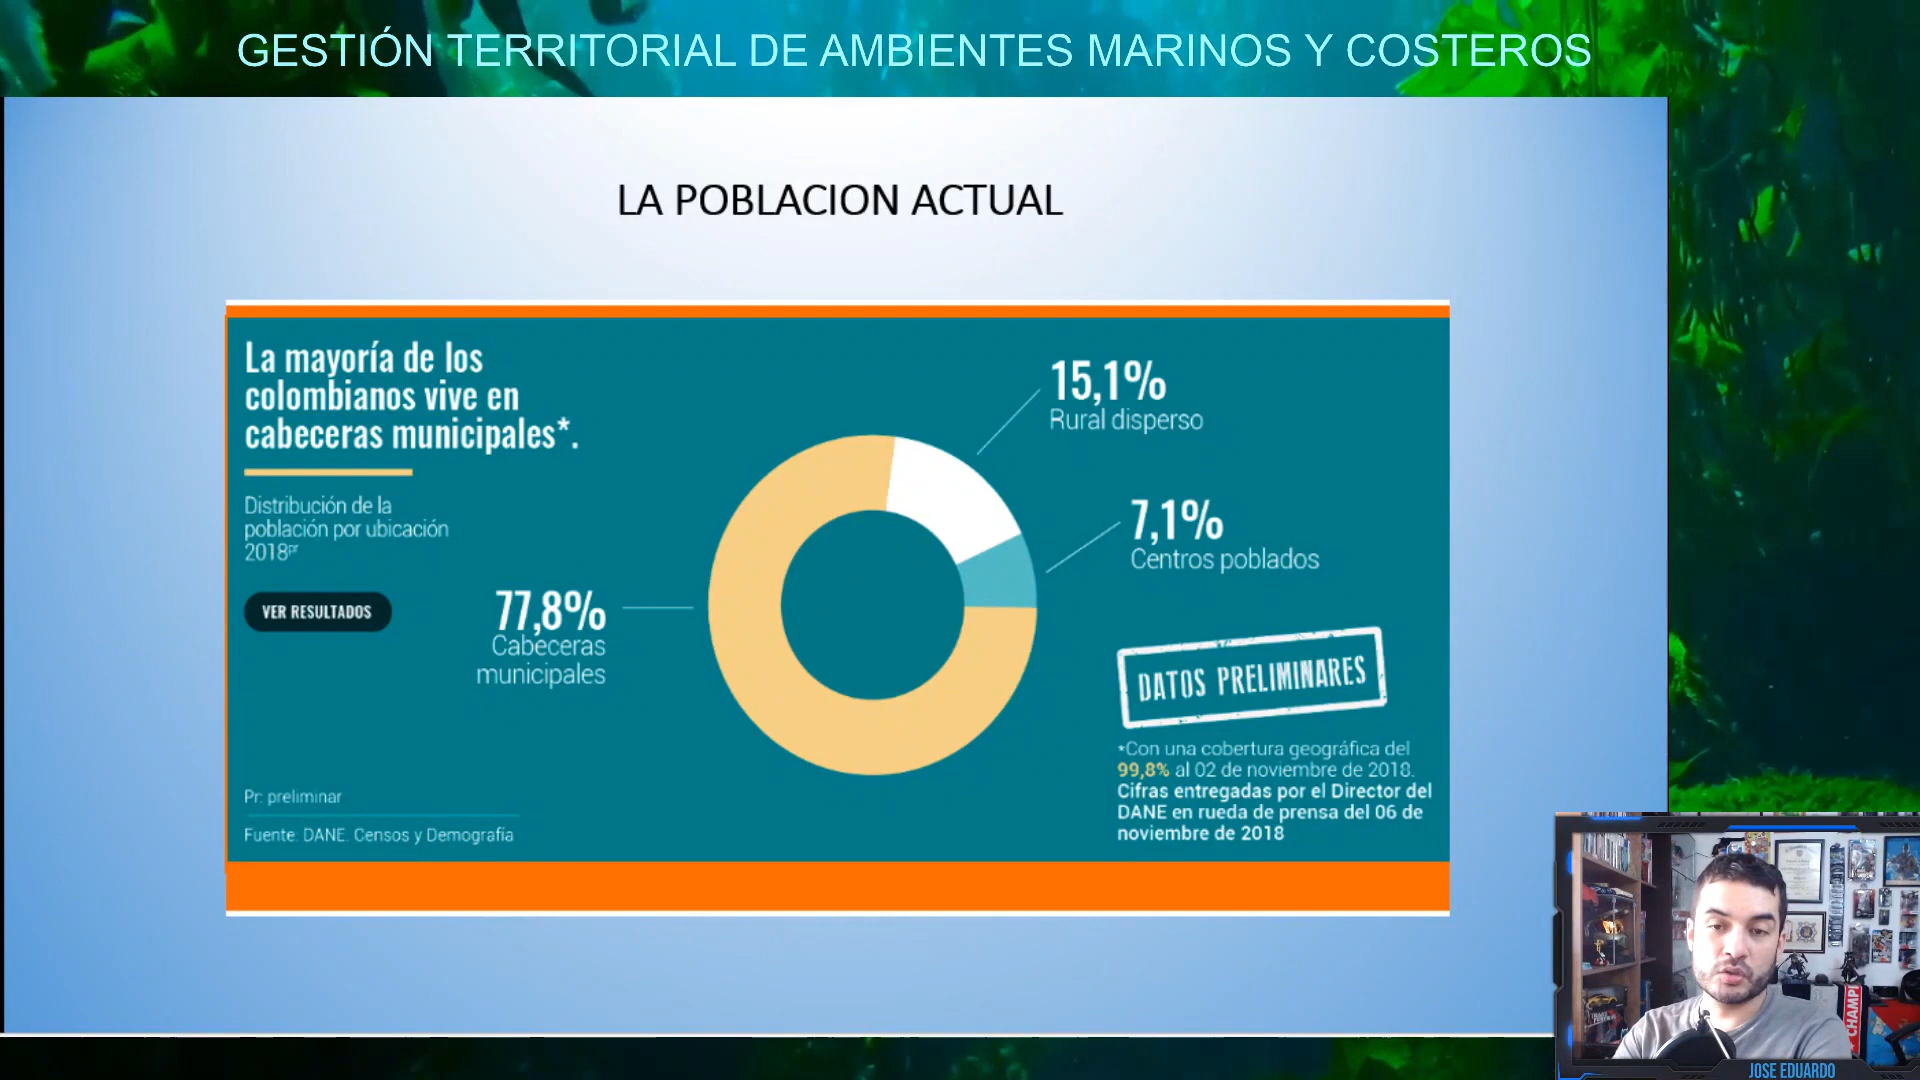 GESTIÓN TERRITORIAL DE AMBIENTES MARINOS Y COSTEROS
LA POBLACION ACTUAL
La mayoría de los
colombianos vive en
cabeceras municipales*.
Distribución de la
población por ubicación
2018pr
VER RESULTADOS
77,8%
Cabeceras
municipales
15,1%
Rural disperso
7,1%
Centros poblados
DATOS PRELIMINARES
*Con una cobertura geográfica del
99,8% al 02 de noviembre de 2018.
Cifras entregadas por el Director del
DANE en rueda de prensa del 06 de
noviembre de 2018
Pr: preliminar
Fuente: DANE. Censos y Demografía
CHAMPI
JOSE EDUARDO